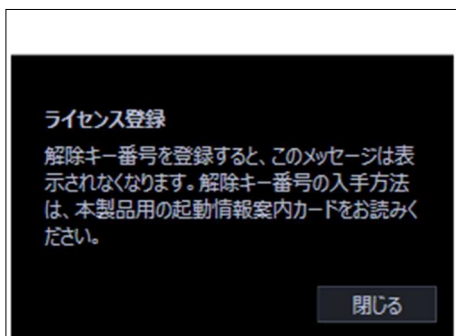 ライセンス登録
解除キー番号を登録すると、このメッセージは表
示されなくなります。解除キー番号の入手方法
は、本製品用の起動情報案内カードをお読みく
ださい。
閉じる